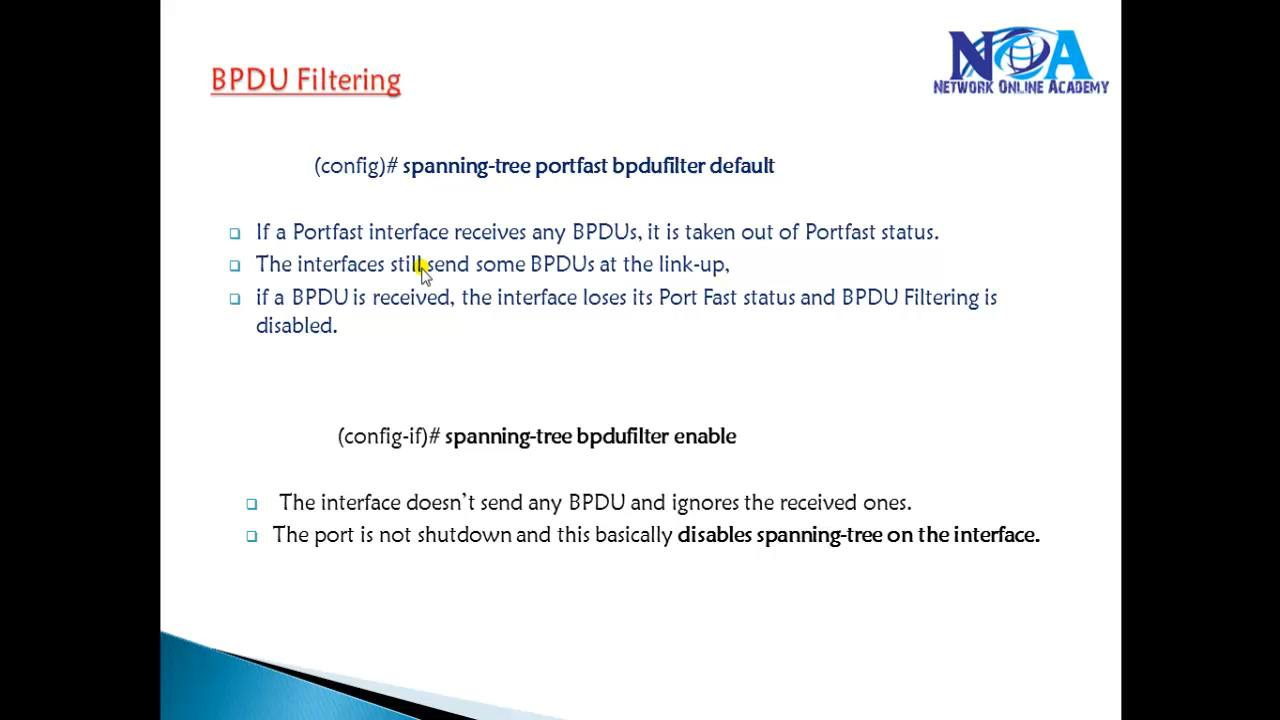 NOA
NETWORK ONLINE ACADEMY
BPDU Filtering
(config)# spanning-tree portfast bpdufilter default
If a Portfast interface receives any BPDUs, it is taken out of Portfast status.
The interfaces still send some BPDUs at the link-up,
if a BPDU is received, the interface loses its Port Fast status and BPDU Filtering is
disabled.
(config-if)# spanning-tree bpdufilter enable
The interface doesn't send any BPDU and ignores the received ones.
The port is not shutdown and this basically disables spanning-tree on the interface.